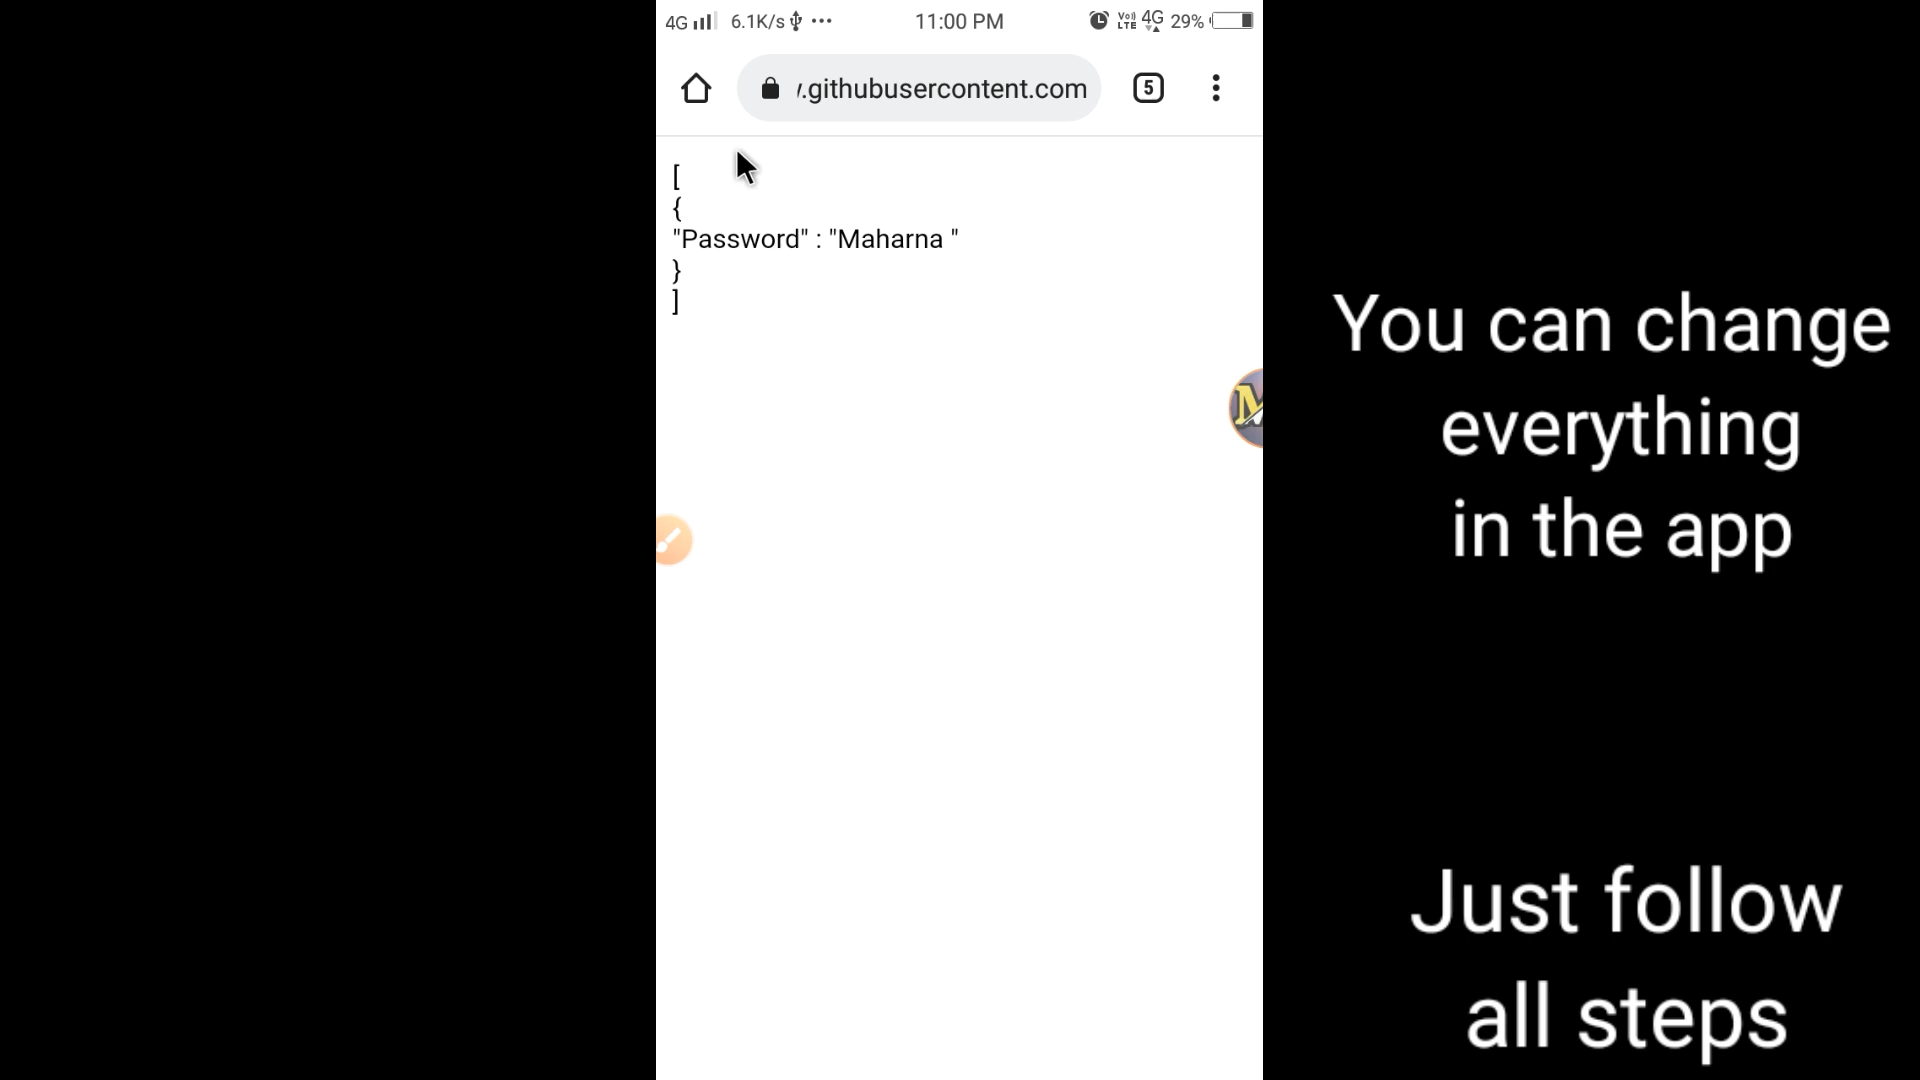 4G 6.1K/s 11:00 PM VoLTE 4G 29%
.githubusercontent.com 5
[
{
"Password" : "Maharna "
}
]
M
You can change
everything
in the app
Just follow
all steps